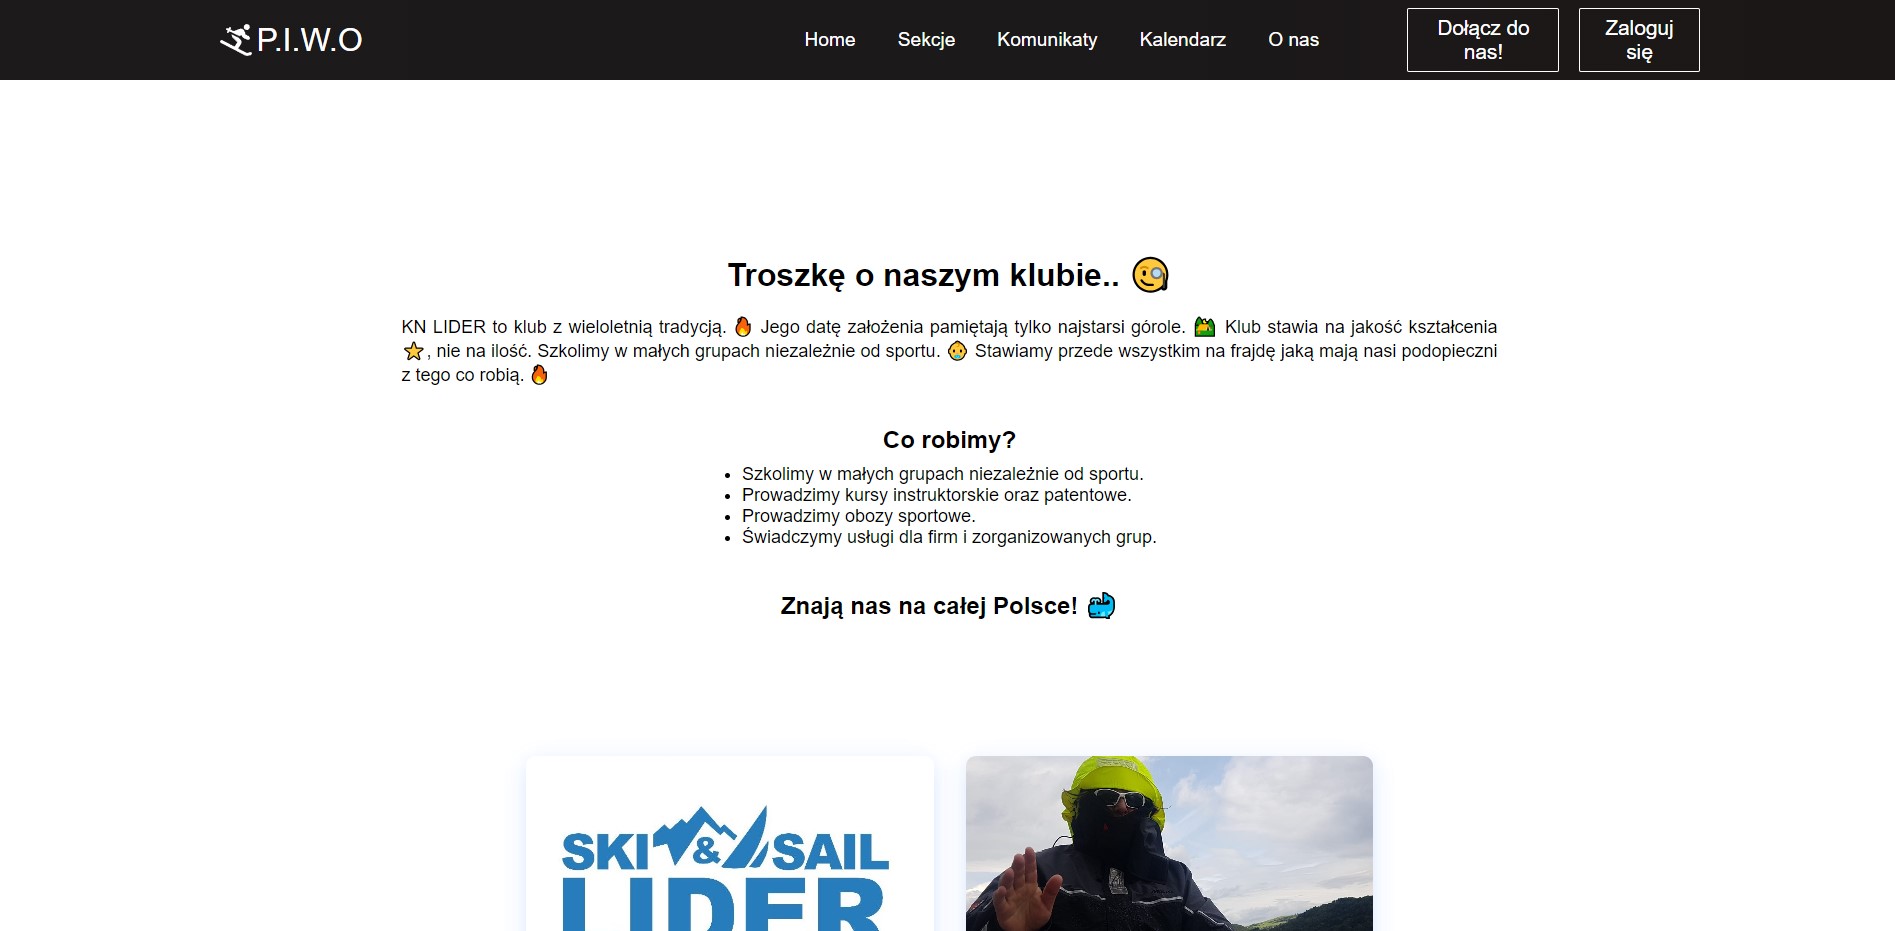 P.I.W.O
Home
Sekcje
Komunikaty
Kalendarz
O nas
Dołącz do
nas!
Zaloguj
się
Troszkę o naszym klubie.. 🧐
KN LIDER to klub z wieloletnią tradycją. 🔥 Jego datę założenia pamiętają tylko najstarsi górole. 🏕 Klub stawia na jakość kształcenia
⭐, nie na ilość. Szkolimy w małych grupach niezależnie od sportu. 👶 Stawiamy przede wszystkim na frajdę jaką mają nasi podopieczni
z tego co robią. 🔥
Co robimy?
• Szkolimy w małych grupach niezależnie od sportu.
• Prowadzimy kursy instruktorskie oraz patentowe.
• Prowadzimy obozy sportowe.
• Świadczymy usługi dla firm i zorganizowanych grup.
Znają nas na całej Polsce! 🐳
SKI & SAIL
LIDER